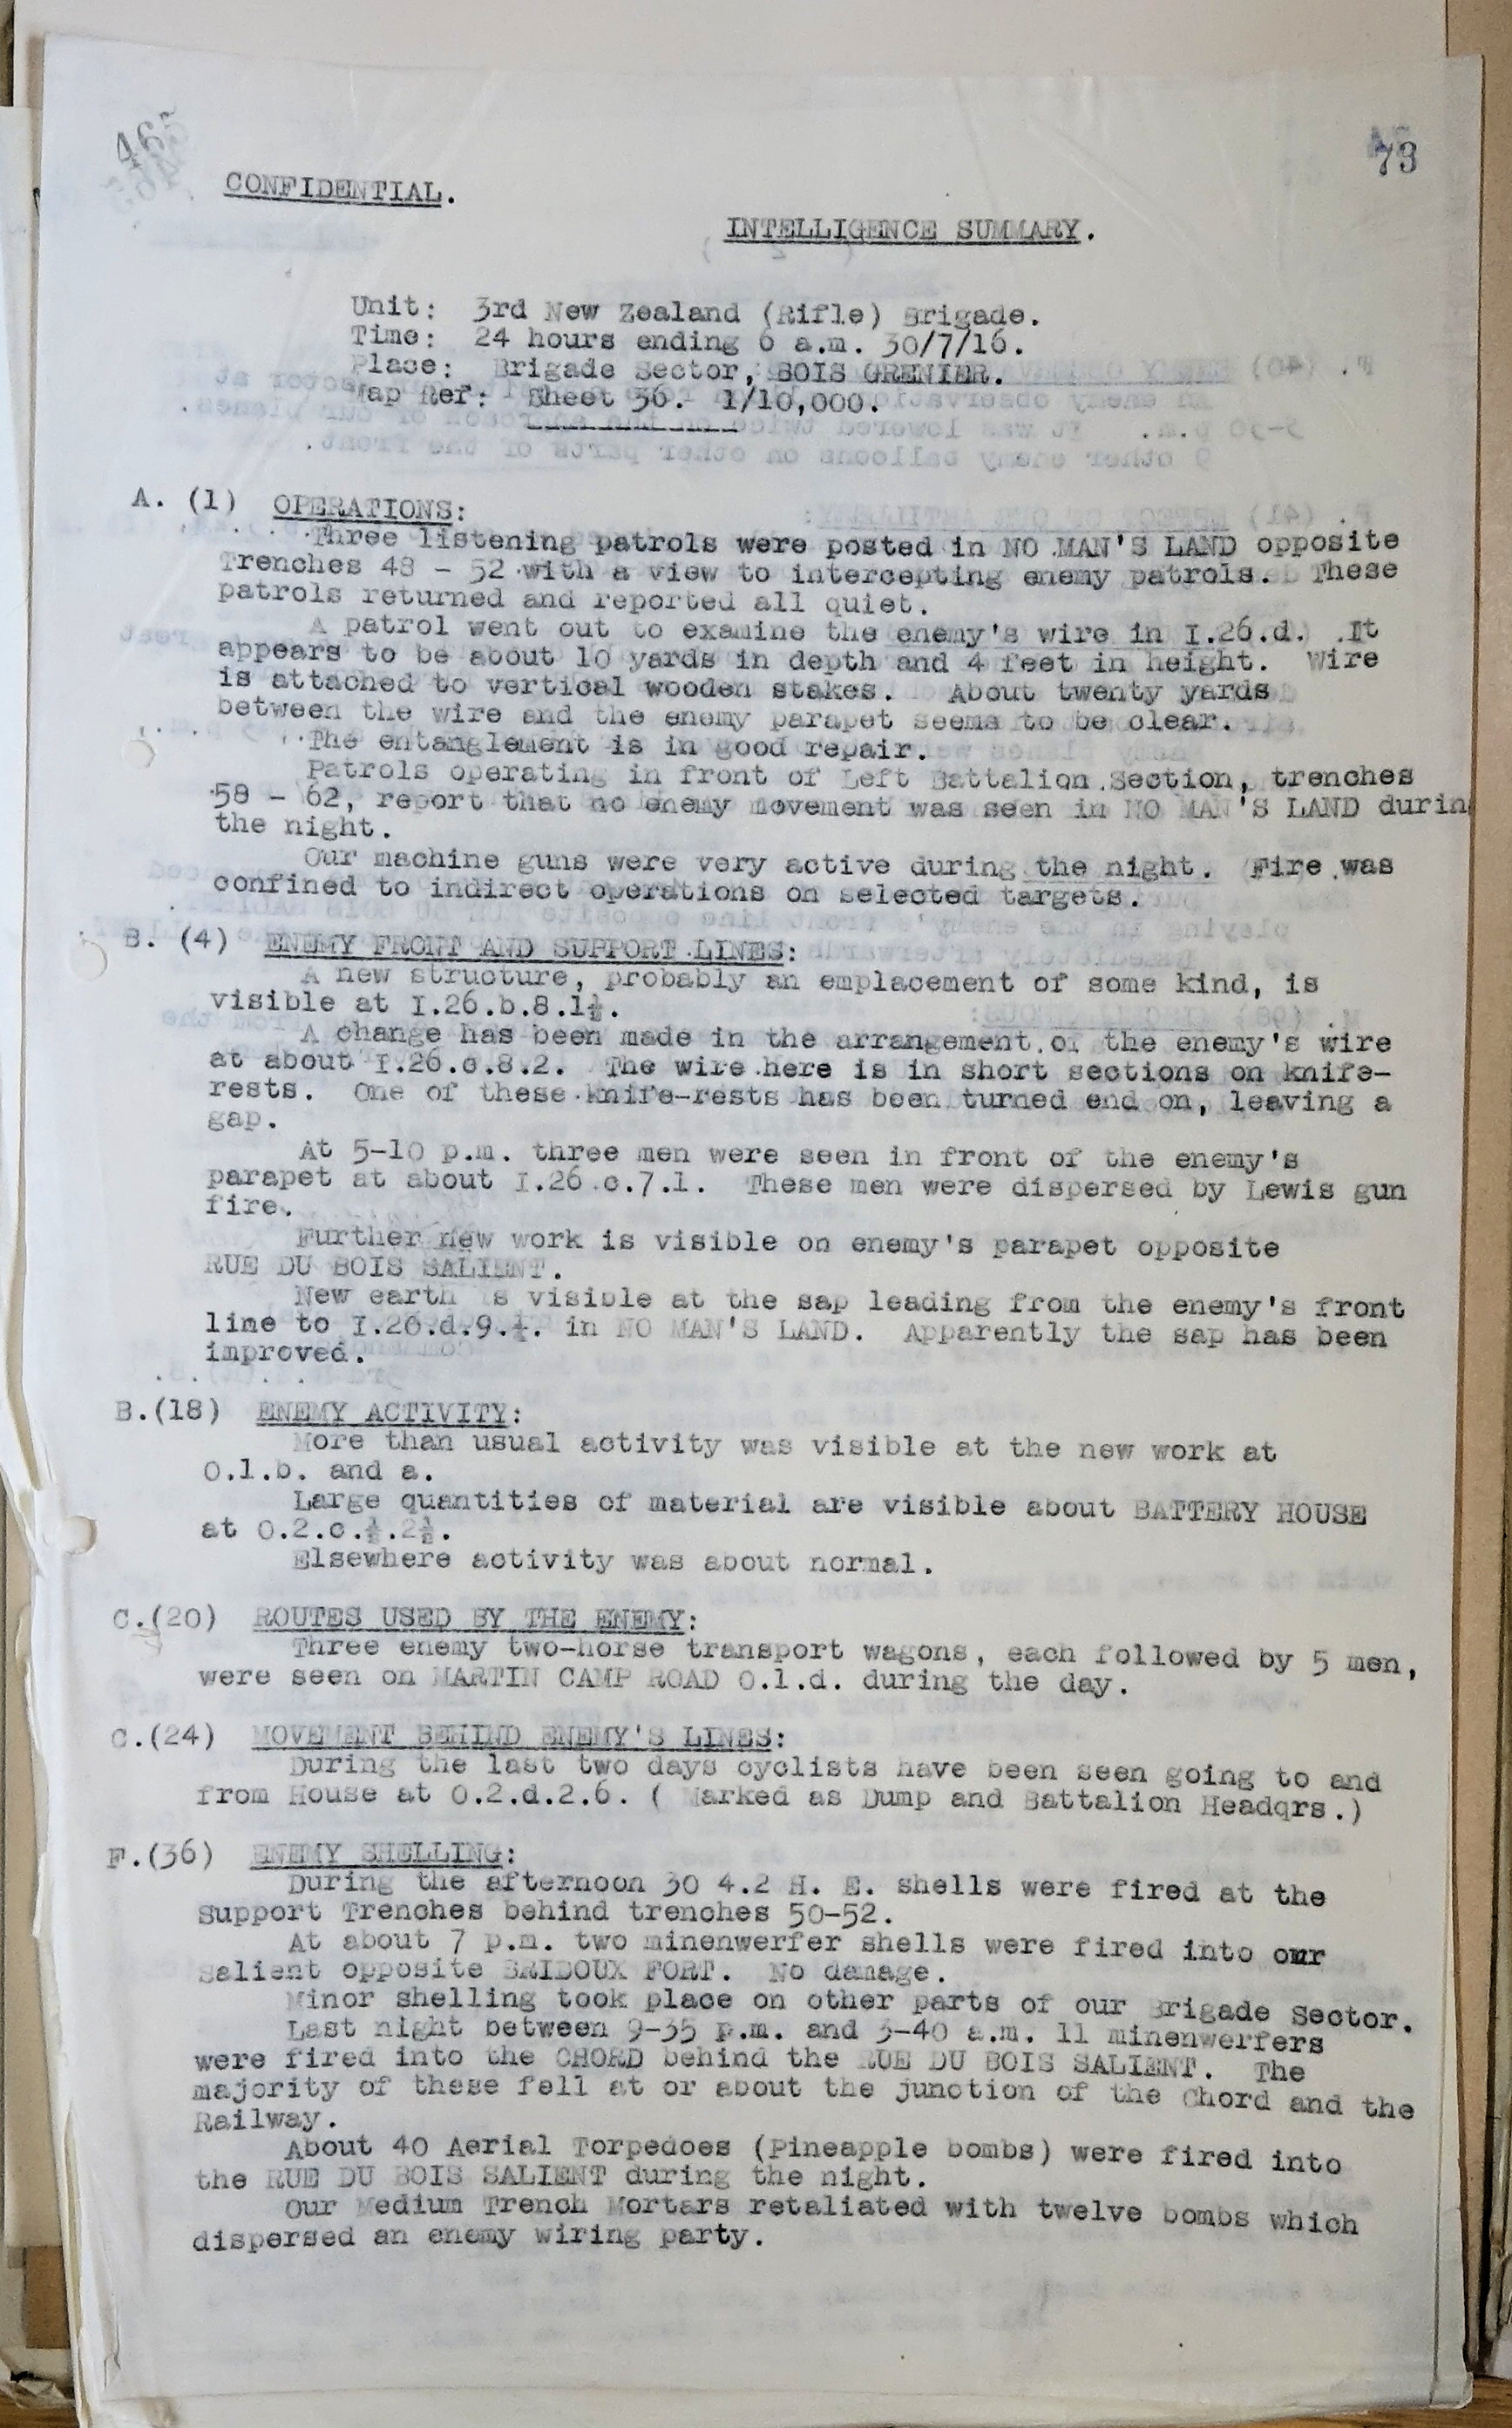 465
73
CONFIDENTIAL.
INTELLIGENCE SUMMARY.
Unit: 3rd New Zealand (Rifle) Brigade.
Time: 24 hours ending 6 a.m. 30/7/16.
Place: Brigade Sector, BOIS GRENIER.
Map Ref: Sheet 36. 1/10,000.
A. (1) OPERATIONS:
Three listening patrols were posted in NO MAN'S LAND opposite
Trenches 48 - 52 with a view to intercepting enemy patrols. These
patrols returned and reported all quiet.
A patrol went out to examine the enemy's wire in I.26.d. It
appears to be about 10 yards in depth and 4 feet in height. Wire
is attached to vertical wooden stakes. About twenty yards
between the wire and the enemy parapet seems to be clear.
The entanglement is in good repair.
Patrols operating in front of Left Battalion Section, trenches
58 - 62, report that no enemy movement was seen in NO MAN'S LAND durin
the night.
Our machine guns were very active during the night. Fire was
confined to indirect operations on selected targets.
B. (4) ENEMY FRONT AND SUPPORT LINES:
A new structure, probably an emplacement of some kind, is
visible at I.26.b.8.1½.
A change has been made in the arrangement of the enemy's wire
at about I.26.c.8.2. The wire here is in short sections on knife-
rests. One of these knife-rests has been turned end on, leaving a
gap.
At 5-10 p.m. three men were seen in front of the enemy's
parapet at about I.26.c.7.1. These men were dispersed by Lewis gun
fire.
Further new work is visible on enemy's parapet opposite
RUE DU BOIS SALIENT.
New earth is visible at the sap leading from the enemy's front
line to I.26.d.9. in NO MAN'S LAND. Apparently the sap has been
improved.
B.(18) ENEMY ACTIVITY:
More than usual activity was visible at the new work at
O.1.b. and a.
Large quantities of material are visible about BATTERY HOUSE
at O.2.c.½.2½.
Elsewhere activity was about normal.
C.(20) ROUTES USED BY THE ENEMY:
Three enemy two-horse transport wagons, each followed by 5 men,
were seen on MARTIN CAMP ROAD O.1.d. during the day.
C.(24) MOVEMENT BEHIND ENEMY'S LINES:
During the last two days cyclists have been seen going to and
from House at O.2.d.2.6. ( Marked as Dump and Battalion Headqrs.)
F.(36) ENEMY SHELLING:
During the afternoon 30 4.2 H. E. shells were fired at the
Support Trenches behind trenches 50-52.
At about 7 p.m. two minenwerfer shells were fired into our
Salient opposite BRIDOUX FORT. No damage.
Minor shelling took place on other parts of our Brigade Sector.
Last night between 9-35 p.m. and 3-40 a.m. 11 minenwerfers
were fired into the CHORD behind the RUE DU BOIS SALIENT. The
majority of these fell at or about the junction of the Chord and the
Railway.
About 40 Aerial Torpedoes (Pineapple bombs) were fired into
the RUE DU BOIS SALIENT during the night.
Our Medium Trench Mortars retaliated with twelve bombs which
dispersed an enemy wiring party.